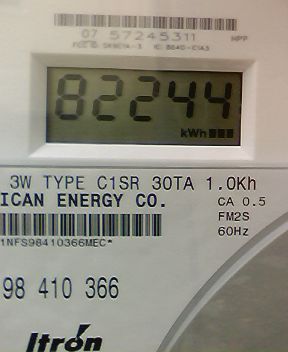 07 57245311 MPP
82244
kWh
3W TYPE C1SR 30TA 1.0Kh
ICAN ENERGY CO. CA 0.5
FM2S
60Hz
1NFS98410366MEC*
98 410 366
Itron